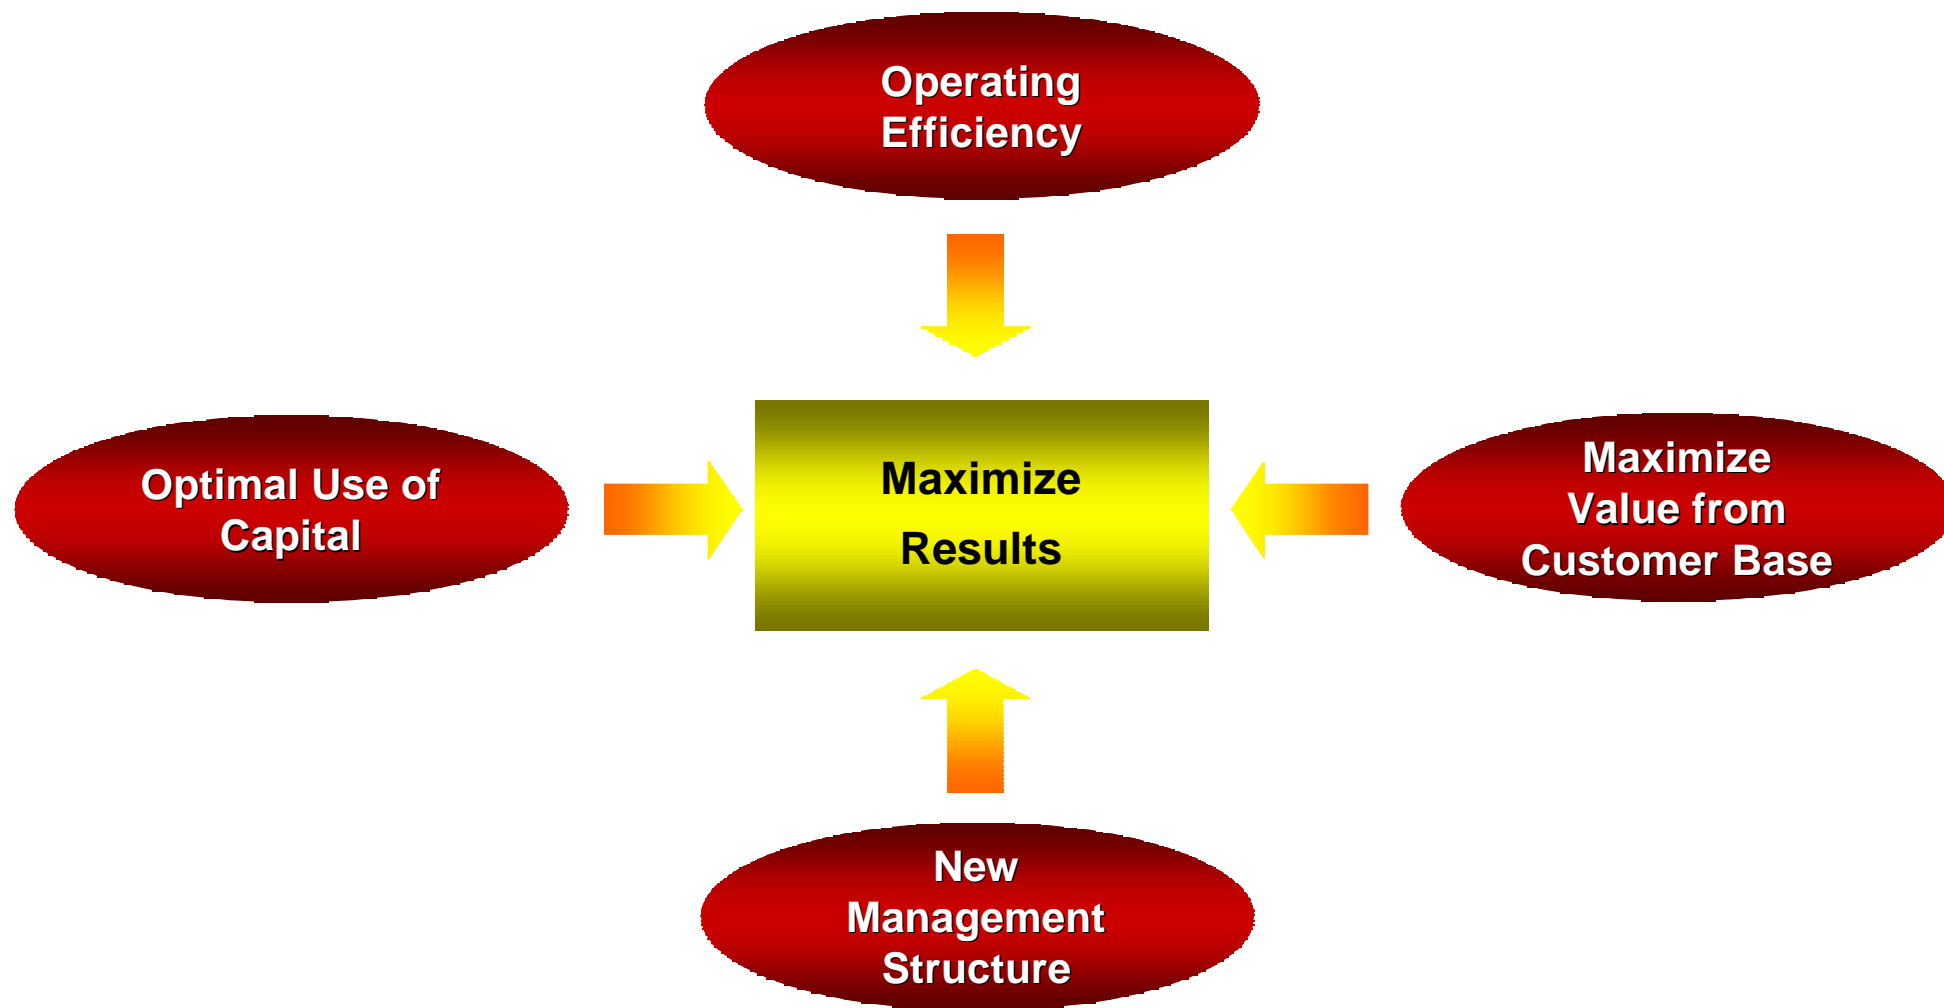 Operating
Efficiency
Optimal Use of
Capital
Maximize
Results
Maximize
Value from
Customer Base
New
Management
Structure